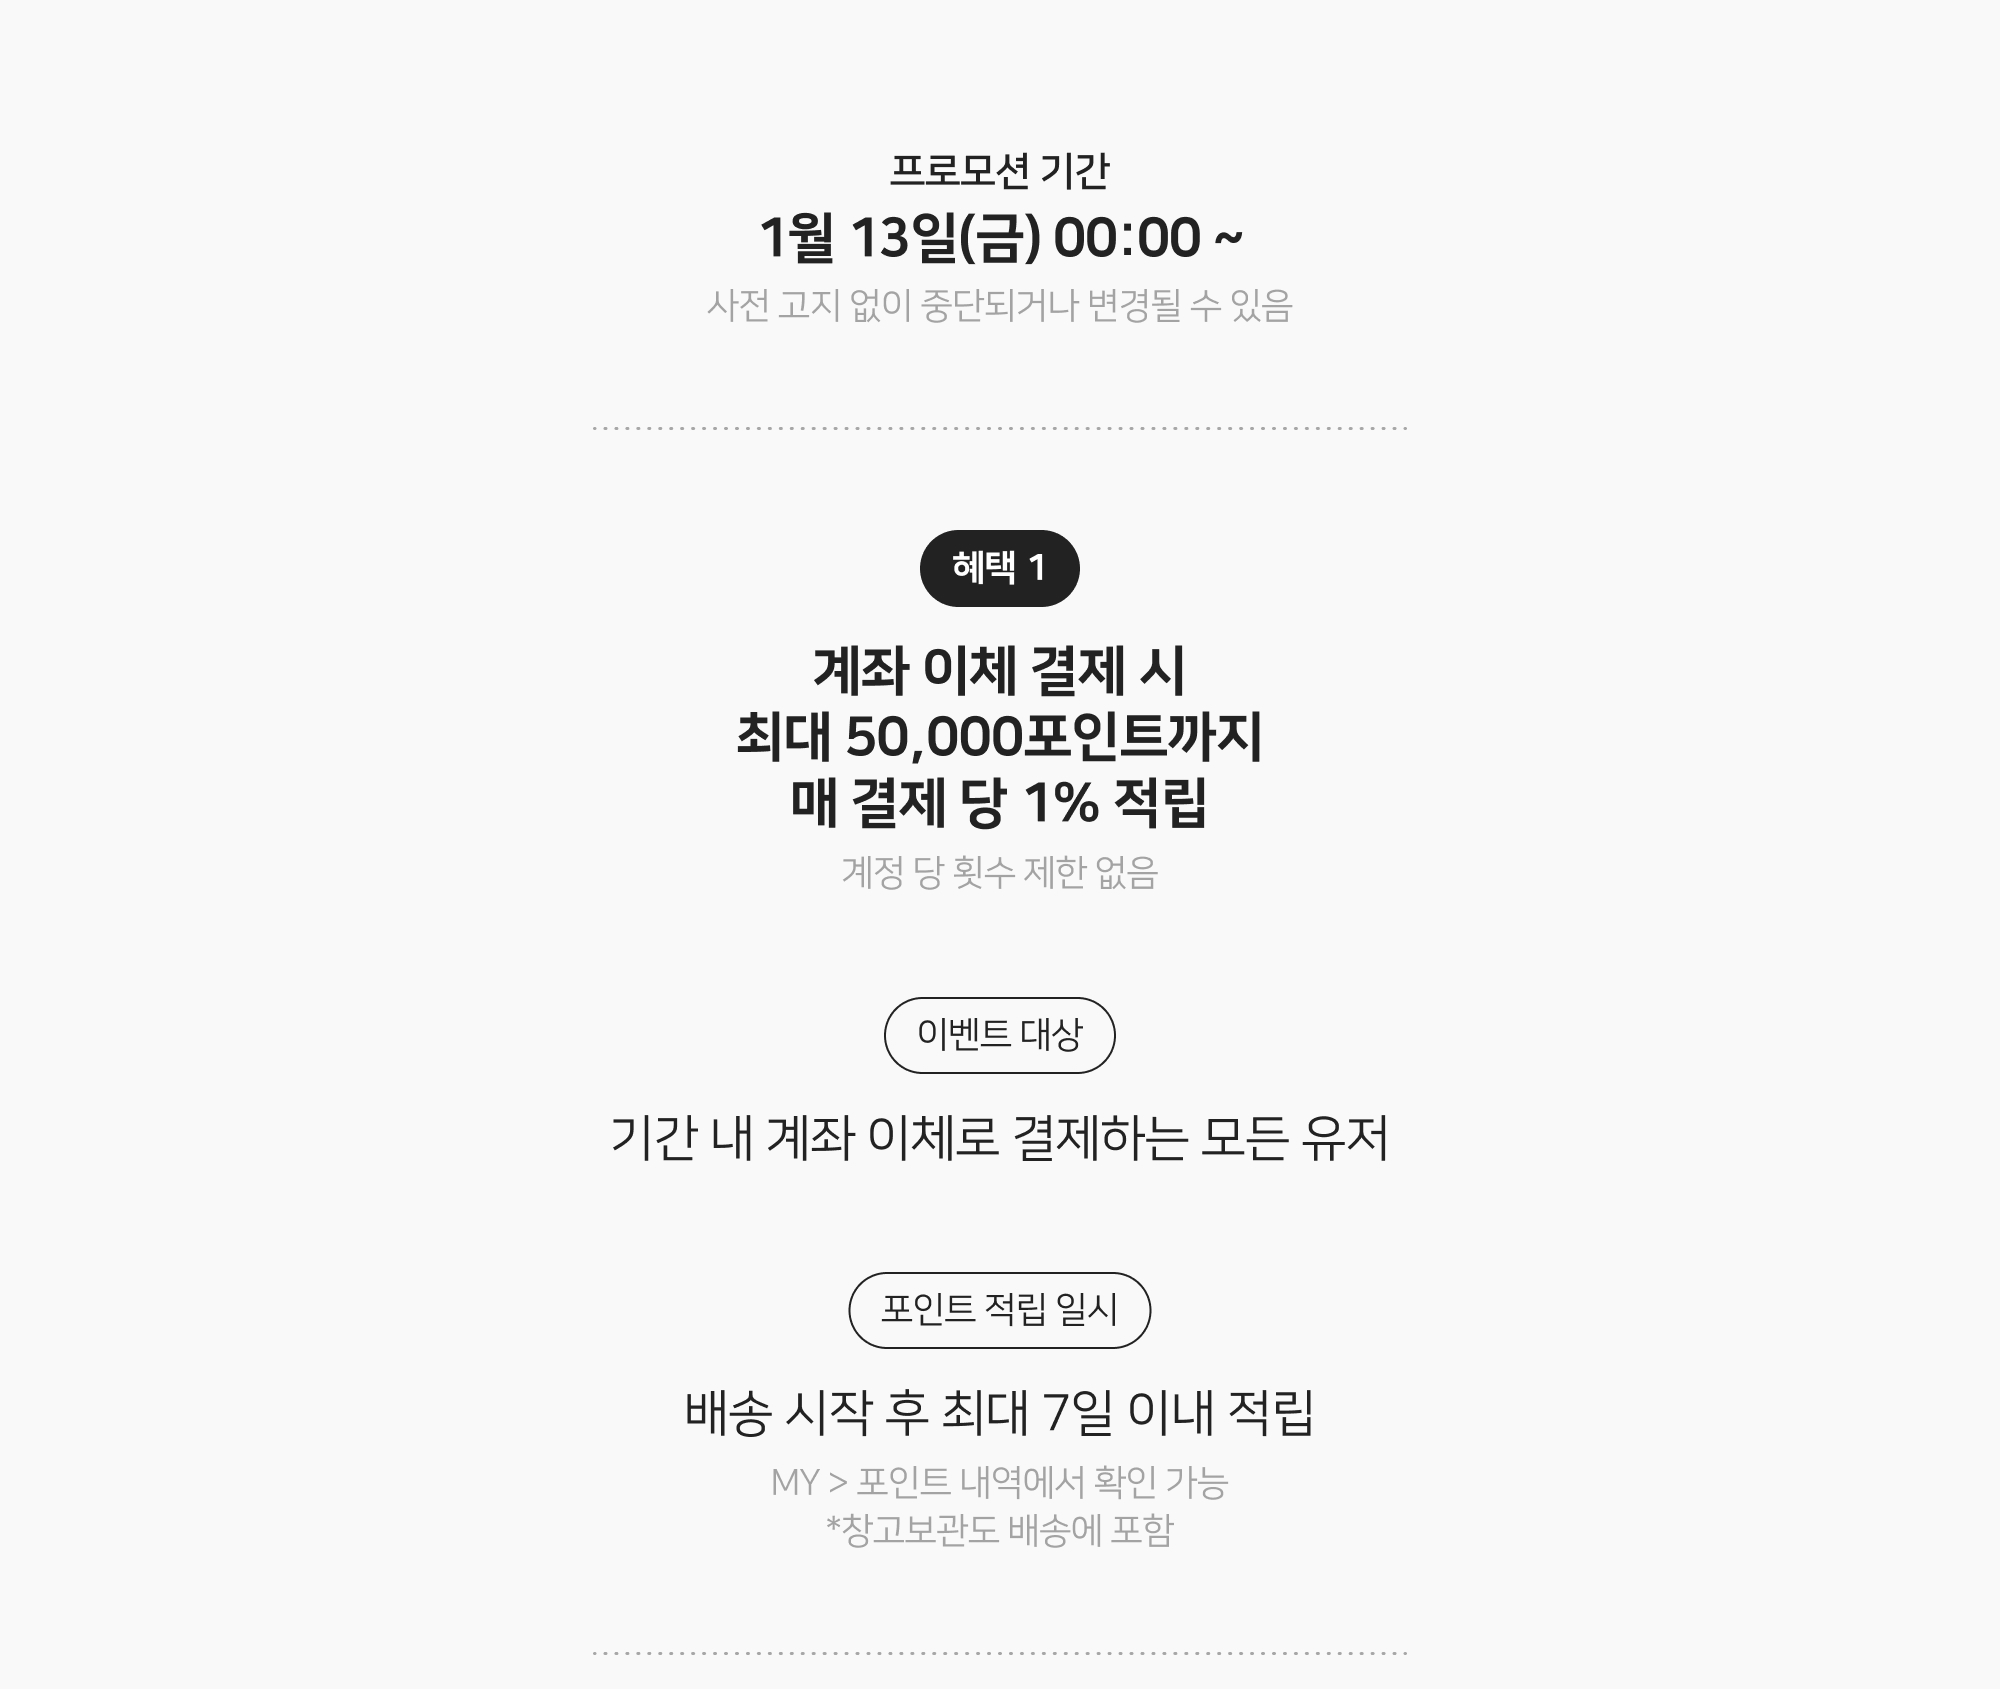 프로모션 기간
1월 13일(금) 00:00 ~
사전 고지 없이 중단되거나 변경될 수 있음
혜택 1
계좌 이체 결제 시
최대 50,000포인트까지
매 결제 당 1% 적립
계정 당 횟수 제한 없음
이벤트 대상
기간 내 계좌 이체로 결제하는 모든 유저
포인트 적립 일시
배송 시작 후 최대 7일 이내 적립
MY > 포인트 내역에서 확인 가능
*창고보관도 배송에 포함